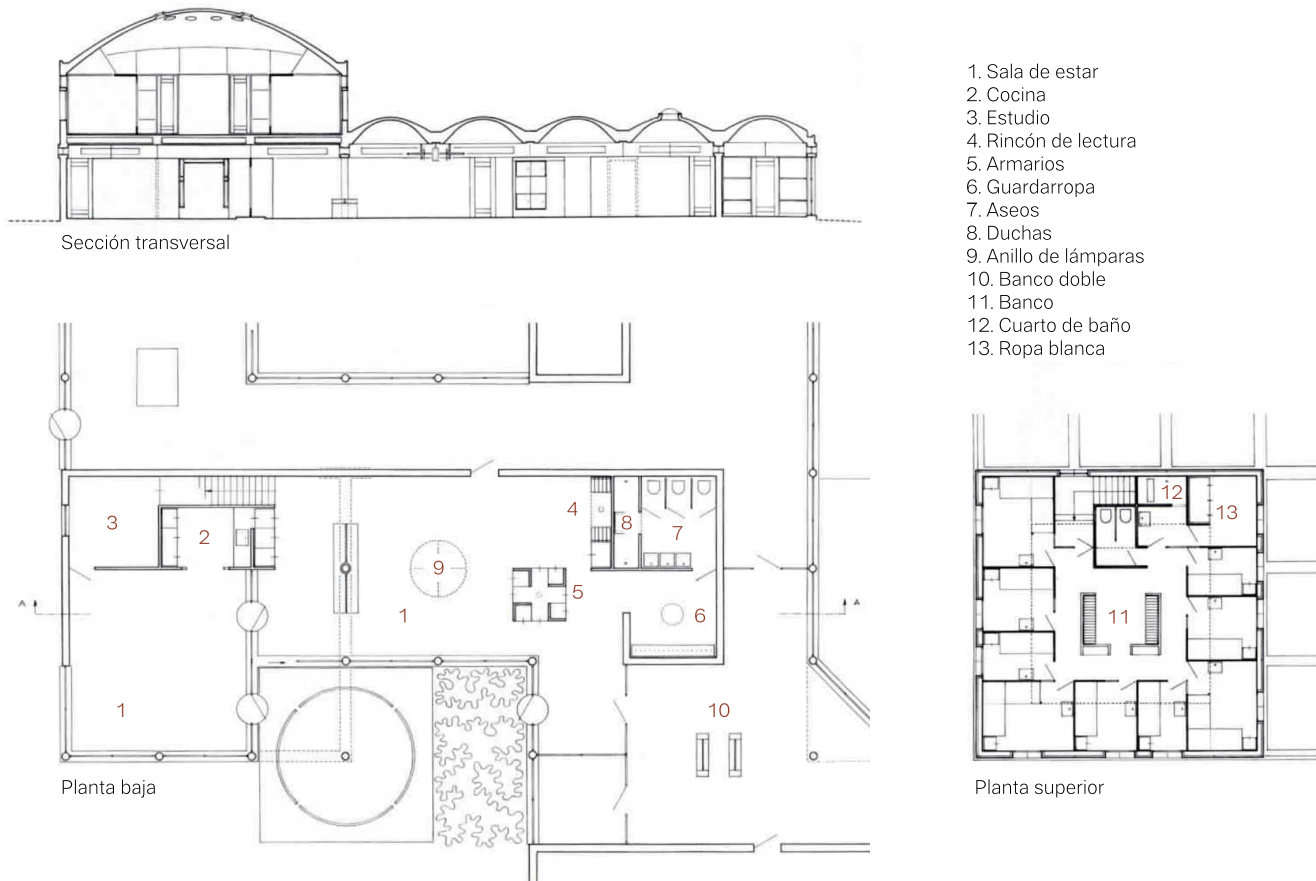 Sección transversal
1. Sala de estar
2. Cocina
3. Estudio
4. Rincón de lectura
5. Armarios
6. Guardarropa
7. Aseos
8. Duchas
9. Anillo de lámparas
10. Banco doble
11. Banco
12. Cuarto de baño
13. Ropa blanca
3
2
4
8
7
9
5
1
6
A
A
1
10
Planta baja
12
13
11
Planta superior